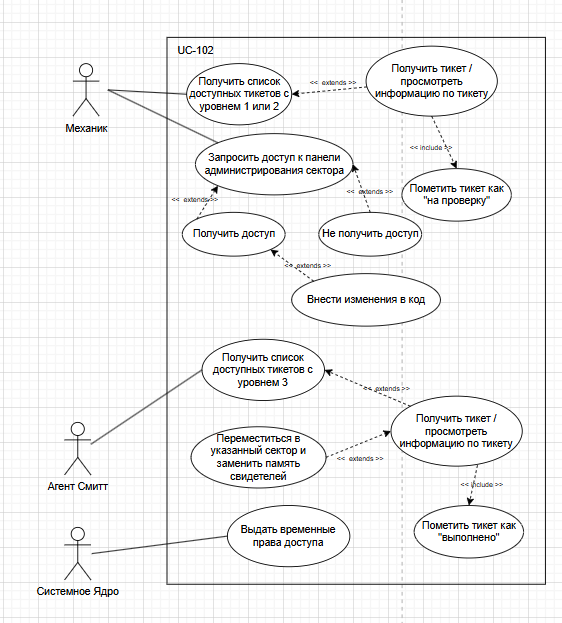 UC-102
Получить список
доступных тикетов с
уровнем 1 или 2
<< extends >>
Получить тикет /
просмотреть
информацию по тикету
Механик
<< include >>
Запросить доступ к панели
администрирования сектора
Пометить тикет как
"на проверку"
<< extends >>
<< extends >>
Получить доступ
Не получить доступ
<< extends >>
Внести изменения в код
Получить список
доступных тикетов с
уровнем 3
<< extends >>
Получить тикет /
просмотреть
информацию по тикету
Переместиться в
указанный сектор и
заменить память
свидетелей
<< extends >>
Агент Смитт
<< include >>
Выдать временные
права доступа
Пометить тикет как
"выполнено"
Системное Ядро